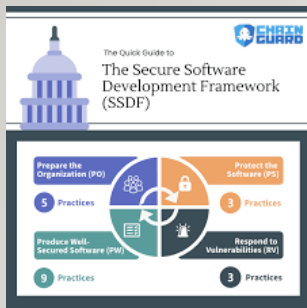 CHAIN
GUARD
The Quick Guide to
The Secure Software
Development Framework
(SSDF)
Prepare the
Organization (PO)
5 Practices
Protect the
Software (PS)
3 Practices
Produce Well-
Secured Software (PW)
9 Practices
Respond to
Vulnerabilities (RV)
3 Practices